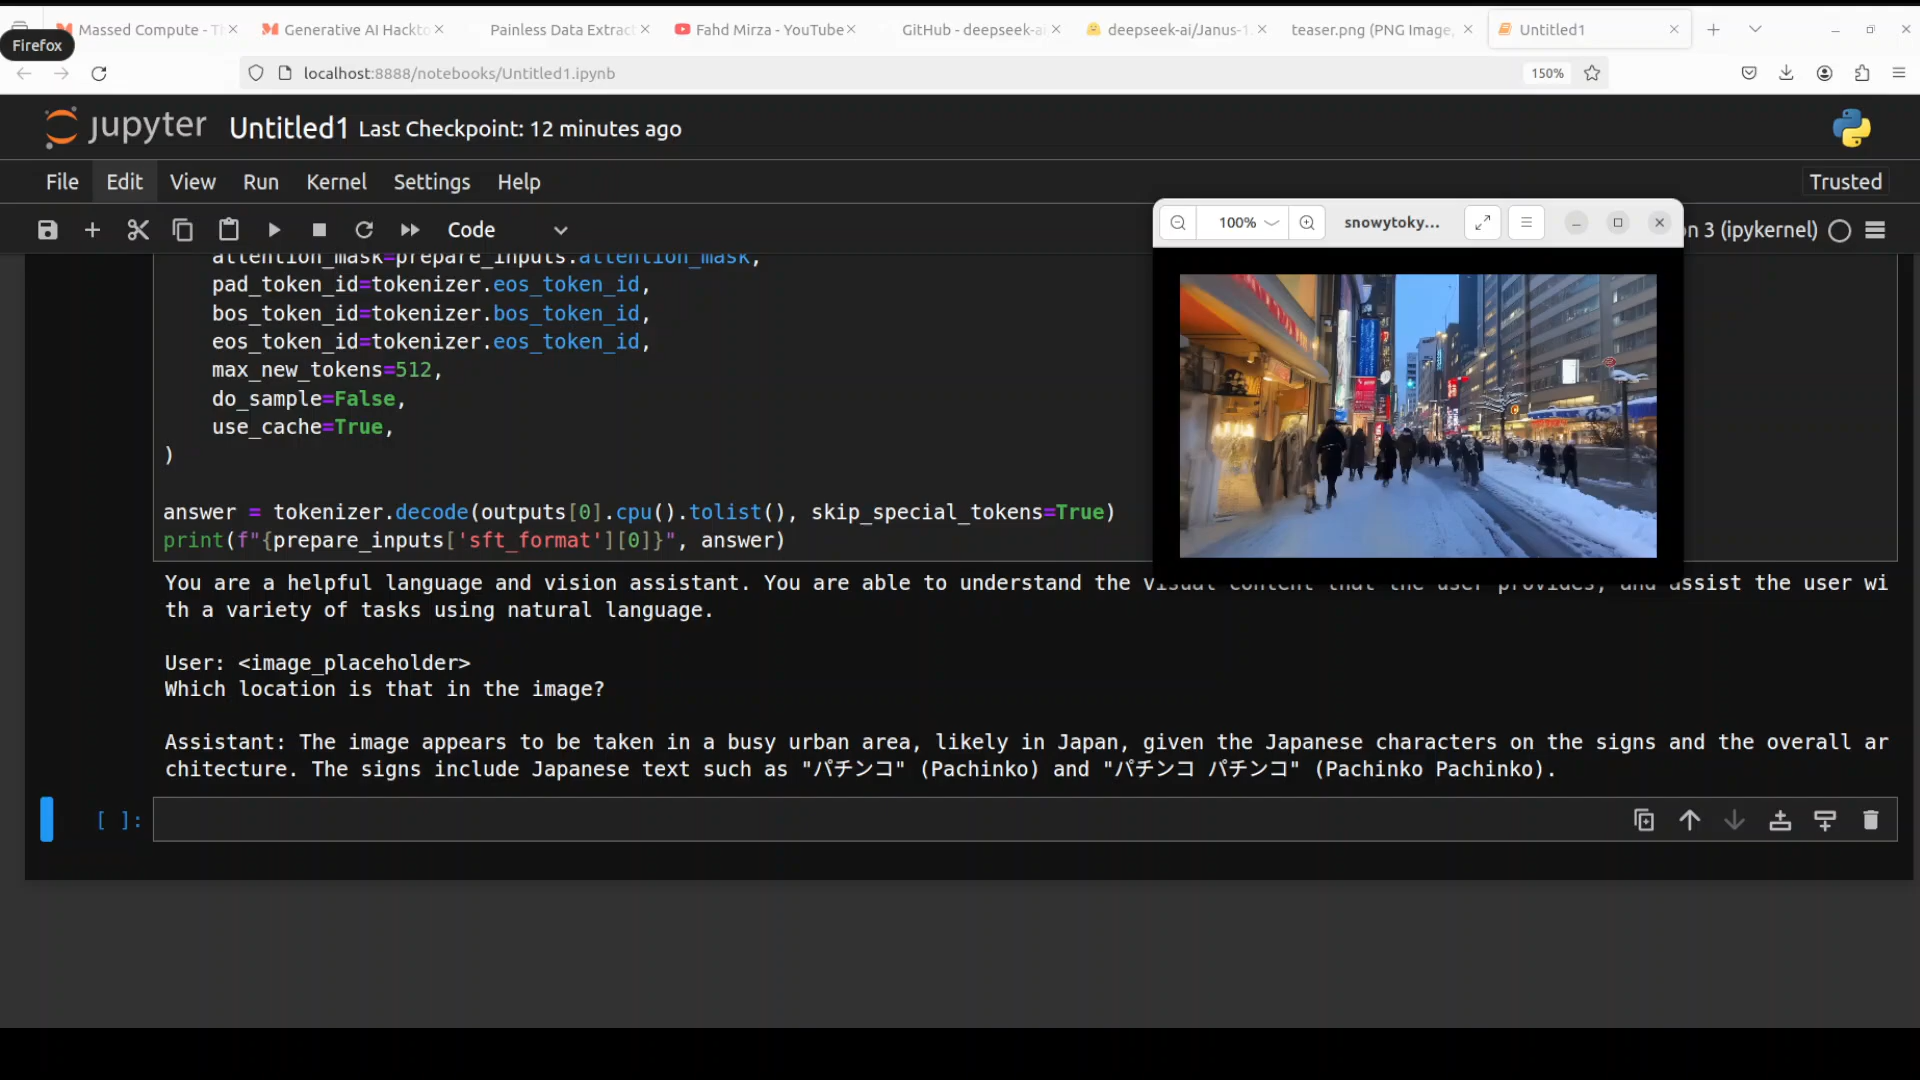 Massed Compute - T
Generative AI Hackto
Painless Data Extract
Fahd Mirza - YouTube
GitHub - deepseek-ai
deepseek-ai/Janus-1.
teaser.png (PNG Image,
Untitled1
Firefox
localhost:8888/notebooks/Untitled1.ipynb
150%
jupyter Untitled1 Last Checkpoint: 12 minutes ago
File Edit View Run Kernel Settings Help
Trusted
Code
100%
snowytoky...
n 3 (ipykernel)
attention_mask=prepare_inputs.attention_mask,
pad_token_id=tokenizer.eos_token_id,
bos_token_id=tokenizer.bos_token_id,
eos_token_id=tokenizer.eos_token_id,
max_new_tokens=512,
do_sample=False,
use_cache=True,
)
answer = tokenizer.decode(outputs[0].cpu().tolist(), skip_special_tokens=True)
print(f"{prepare_inputs['sft_format'][0]}", answer)
You are a helpful language and vision assistant. You are able to understand the visual content that the user provides, and assist the user wi
th a variety of tasks using natural language.
User: <image_placeholder>
Which location is that in the image?
Assistant: The image appears to be taken in a busy urban area, likely in Japan, given the Japanese characters on the signs and the overall ar
chitecture. The signs include Japanese text such as "パチンコ" (Pachinko) and "パチンコ パチンコ" (Pachinko Pachinko).
[ ]: